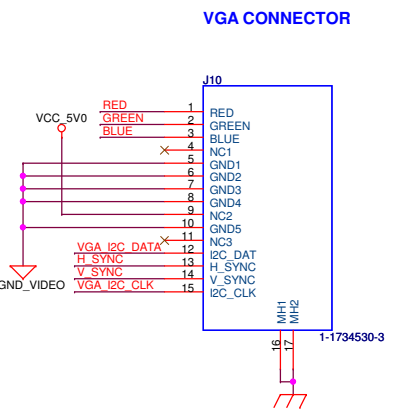 VGA CONNECTOR
J10
VCC_5V0
RED 1 RED
GREEN 2 GREEN
BLUE 3 BLUE
4 NC1
5 GND1
6 GND2
7 GND3
8 GND4
9 NC2
10 GND5
11 NC3
VGA_I2C_DATA 12 I2C_DAT
H_SYNC 13 H_SYNC
V_SYNC 14 V_SYNC
VGA_I2C_CLK 15 I2C_CLK
GND_VIDEO
MH1
MH2
16
17
1-1734530-3